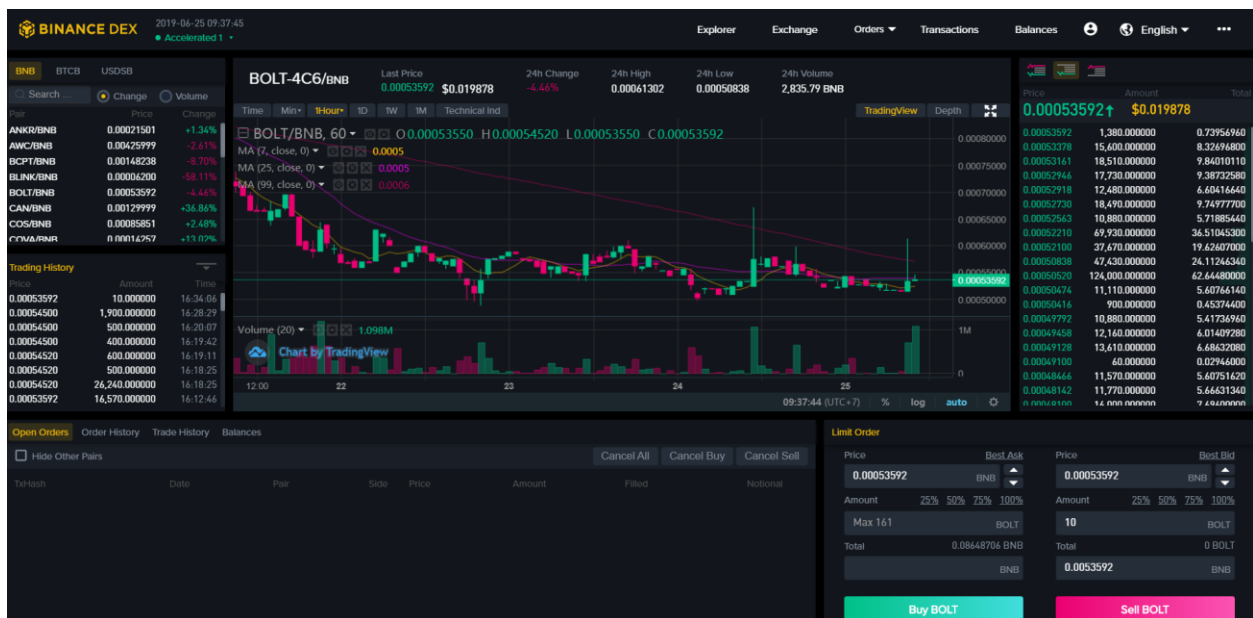 BINANCE DEX
2019-06-25 09:37:45
Accelerated 1
Explorer Exchange Orders Transactions Balances English
BNB BTCB USDSB
Search ... Change Volume
Pair Price Change
ANKR/BNB 0.00021501 +1.34%
AWC/BNB 0.00425999 -2.61%
BCPT/BNB 0.00148238 -8.70%
BLINK/BNB 0.00006200 -58.11%
BOLT/BNB 0.00053592 -4.46%
CAN/BNB 0.00129999 +36.86%
COS/BNB 0.00085851 +2.48%
COVA/BNB 0.00014257 +13.02%
Trading History
Price Amount Time
0.00053592 10.000000 16:34:06
0.00054500 1,900.000000 16:28:29
0.00054500 500.000000 16:20:07
0.00054500 400.000000 16:19:42
0.00054520 600.000000 16:19:11
0.00054520 500.000000 16:18:25
0.00054520 26,240.000000 16:18:25
0.00053592 16,570.000000 16:12:46
BOLT-4C6/BNB
Last Price 24h Change 24h High 24h Low 24h Volume
0.00053592 $0.019878 -4.46% 0.00061302 0.00050838 2,835.79 BNB
Time Min 1Hour 1D 1W 1M Technical Ind TradingView Depth
BOLT/BNB, 60 O 0.00053550 H 0.00054520 L 0.00053550 C 0.00053592
MA (7, close, 0) 0.0005
MA (25, close, 0) 0.0005
MA (99, close, 0) 0.0006
0.00080000
0.00075000
0.00070000
0.00065000
0.00060000
0.00055000
0.00053592
0.00050000
Volume (20) 1.098M
1M
Chart by TradingView
0
12:00 22 23 24 25
09:37:44 (UTC+7) % log auto
Price Amount Total
0.00053592↑ $0.019878
0.00053592 1,380.000000 0.73956960
0.00053378 15,600.000000 8.32696800
0.00053161 18,510.000000 9.84010110
0.00052946 17,730.000000 9.38732580
0.00052918 12,480.000000 6.60416640
0.00052730 18,490.000000 9.74977700
0.00052563 10,880.000000 5.71885440
0.00052210 69,930.000000 36.51045300
0.00052100 37,670.000000 19.62607000
0.00050838 47,430.000000 24.11246340
0.00050520 124,000.000000 62.64480000
0.00050474 11,110.000000 5.60766140
0.00050416 900.000000 0.45374400
0.00049792 10,880.000000 5.41736960
0.00049458 12,160.000000 6.01409280
0.00049128 13,610.000000 6.68632080
0.00049100 60.000000 0.02946000
0.00048466 11,570.000000 5.60751620
0.00048142 11,770.000000 5.66631340
0.00048100 14,000.000000
Open Orders Order History Trade History Balances
Hide Other Pairs Cancel All Cancel Buy Cancel Sell
TxHash Date Pair Side Price Amount Filled Notional
Limit Order
Price Best Ask Price Best Bid
0.00053592 BNB 0.00053592 BNB
Amount 25% 50% 75% 100% Amount 25% 50% 75% 100%
Max 161 BOLT 10 BOLT
Total 0.08648706 BNB Total 0 BOLT
BNB 0.0053592 BNB
Buy BOLT Sell BOLT